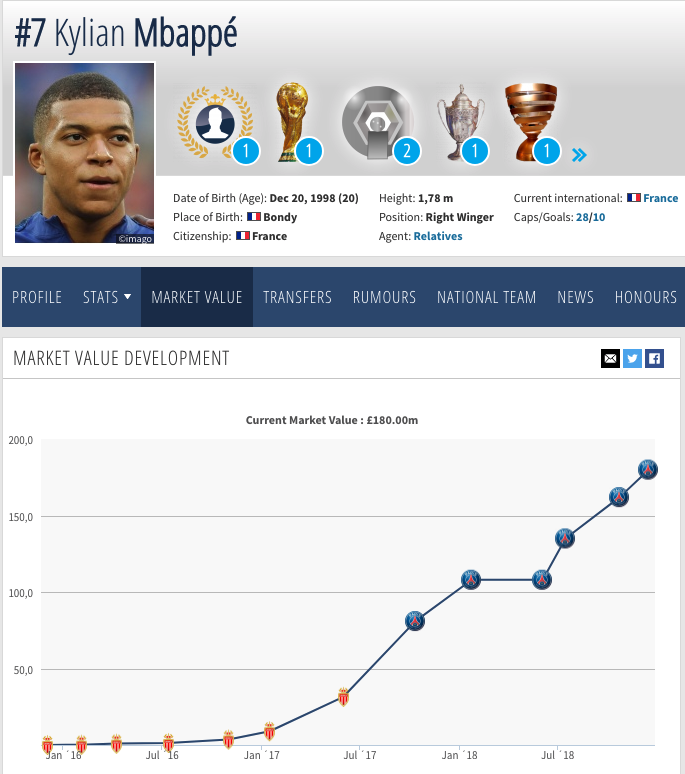 #7 Kylian Mbappé
1
1
2
1
1
©imago
Date of Birth (Age): Dec 20, 1998 (20)
Place of Birth: Bondy
Citizenship: France
Height: 1,78 m
Position: Right Winger
Agent: Relatives
Current international: France
Caps/Goals: 28/10
PROFILE STATS MARKET VALUE TRANSFERS RUMOURS NATIONAL TEAM NEWS HONOURS
MARKET VALUE DEVELOPMENT
Current Market Value : £180.00m
200,0
150,0
100,0
50,0
Jan ´16 Jul ´16 Jan ´17 Jul ´17 Jan ´18 Jul ´18